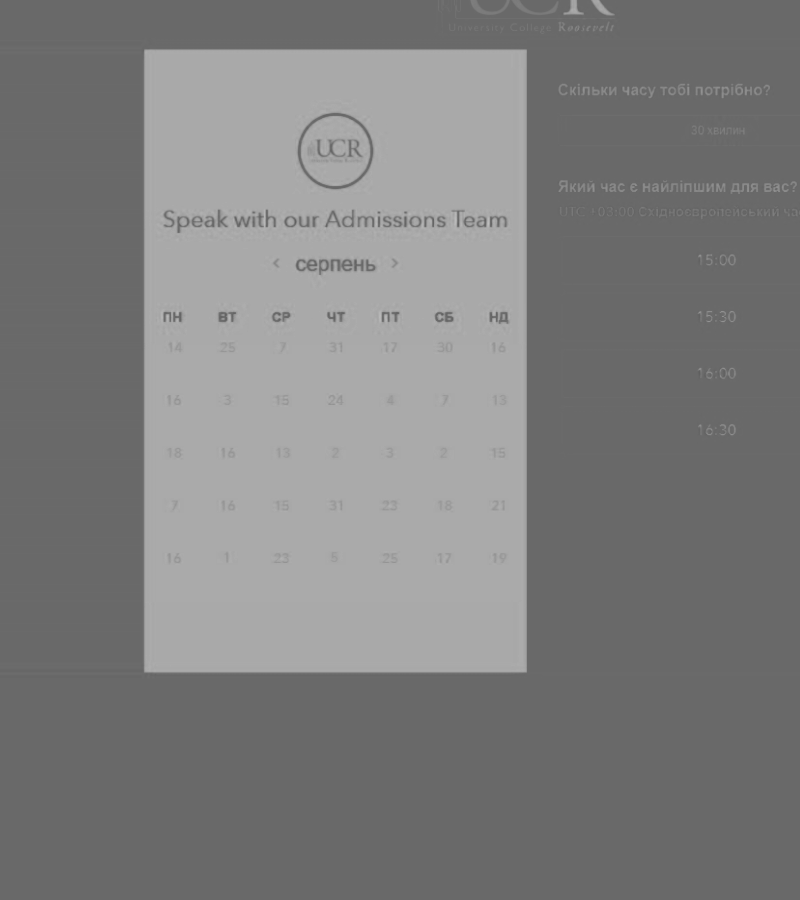 UCR
University College Roosevelt
UCR
Speak with our Admissions Team
< серпень >
ПН ВТ СР ЧТ ПТ СБ НД
14 25 7 31 17 30 16
16 3 15 24 4 7 13
18 16 13 2 3 2 15
7 16 15 31 23 18 21
16 1 23 6 25 17 19
Скільки часу тобі потрібно?
30 хвилин
Який час є найліпшим для вас?
UTC +03:00 Східноєвропейський ча
15:00
15:30
16:00
16:30